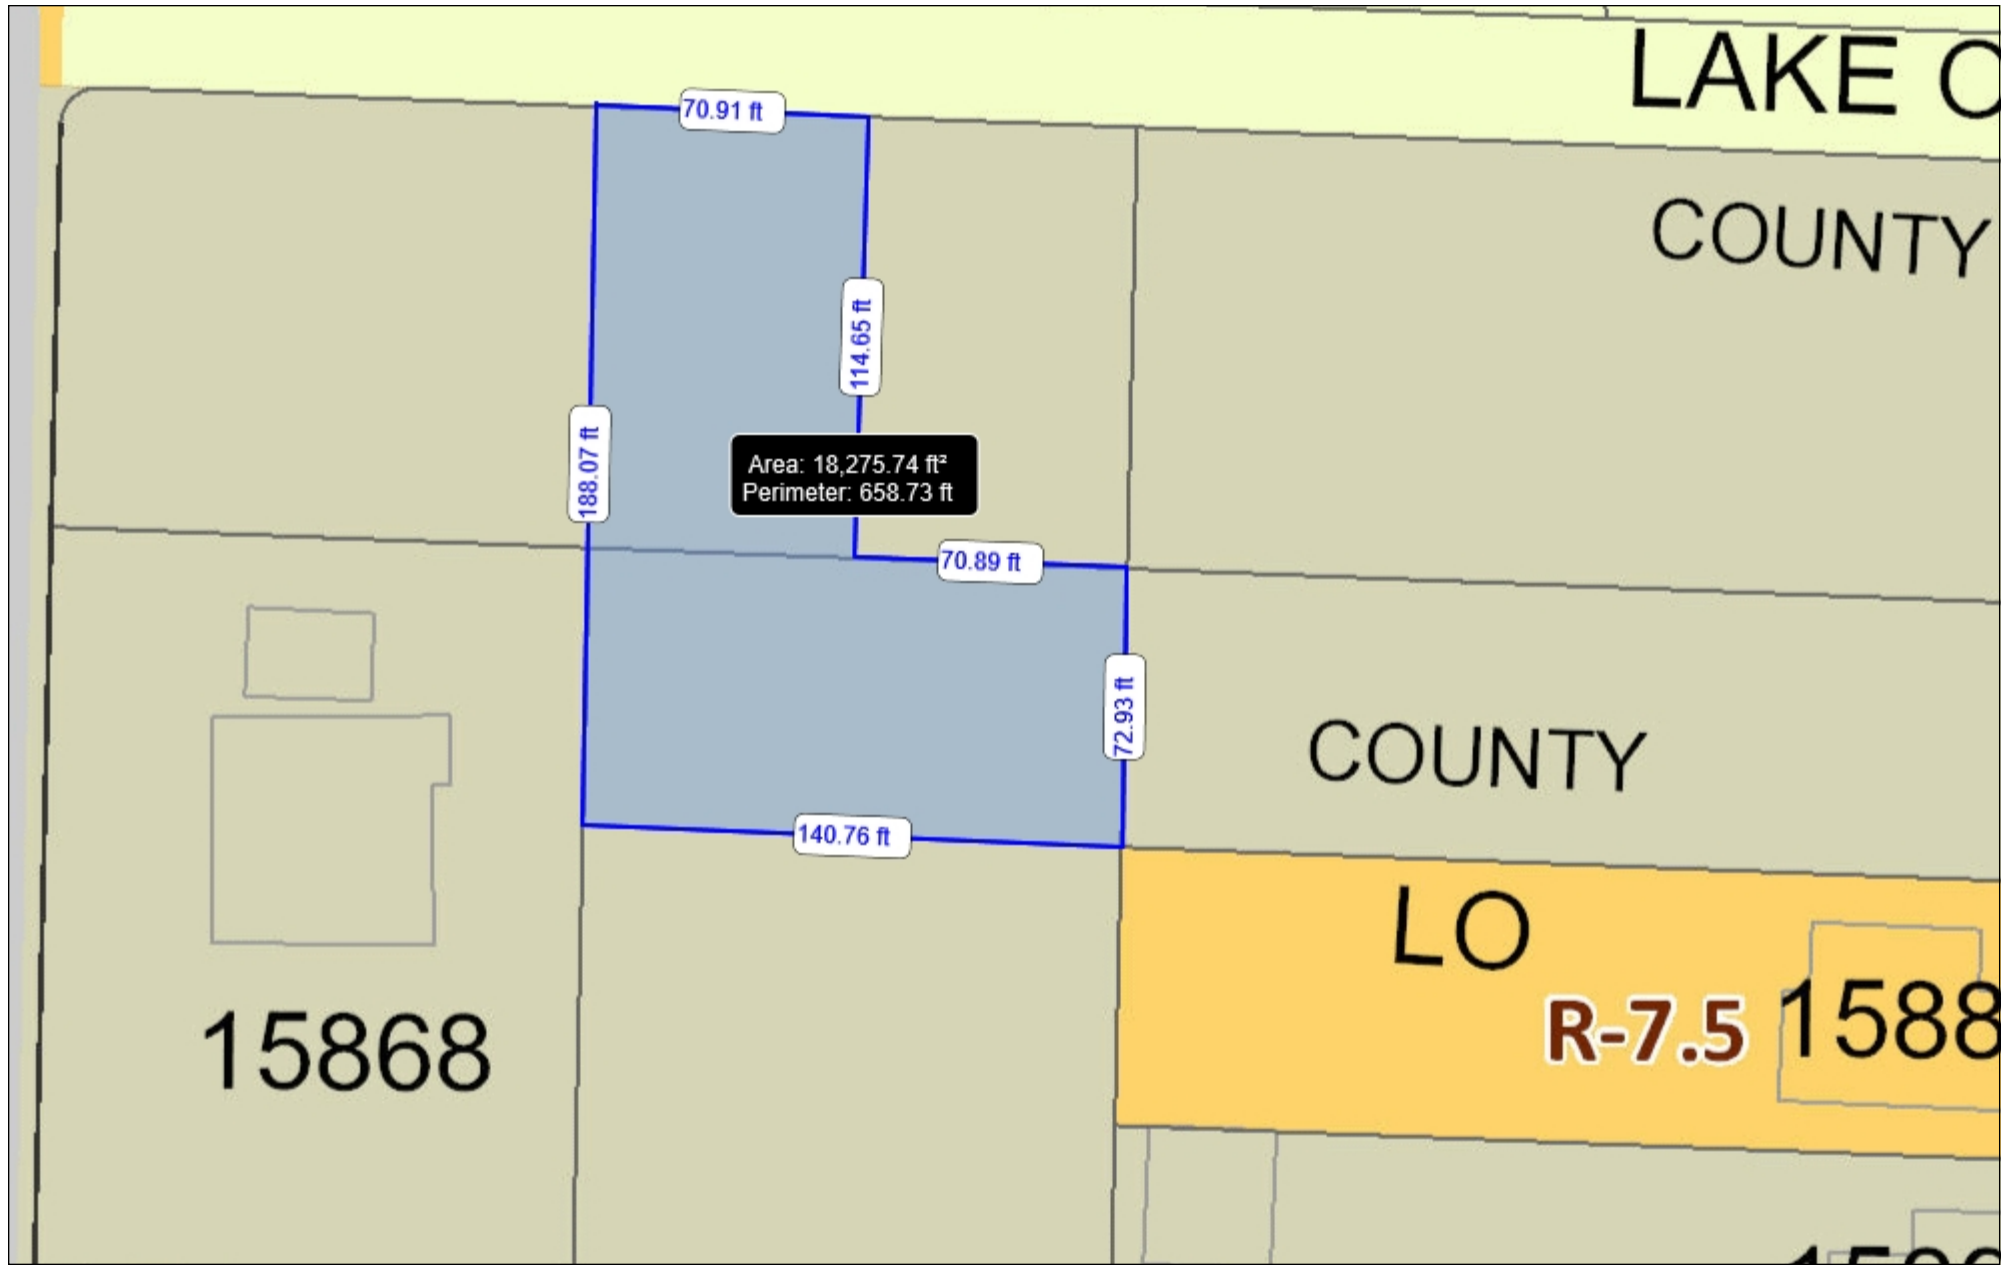 LAKE O
70.91 ft
COUNTY
114.65 ft
188.07 ft
Area: 18,275.74 ft²
Perimeter: 658.73 ft
70.89 ft
72.93 ft
COUNTY
140.76 ft
LO
R-7.5
1588
15868